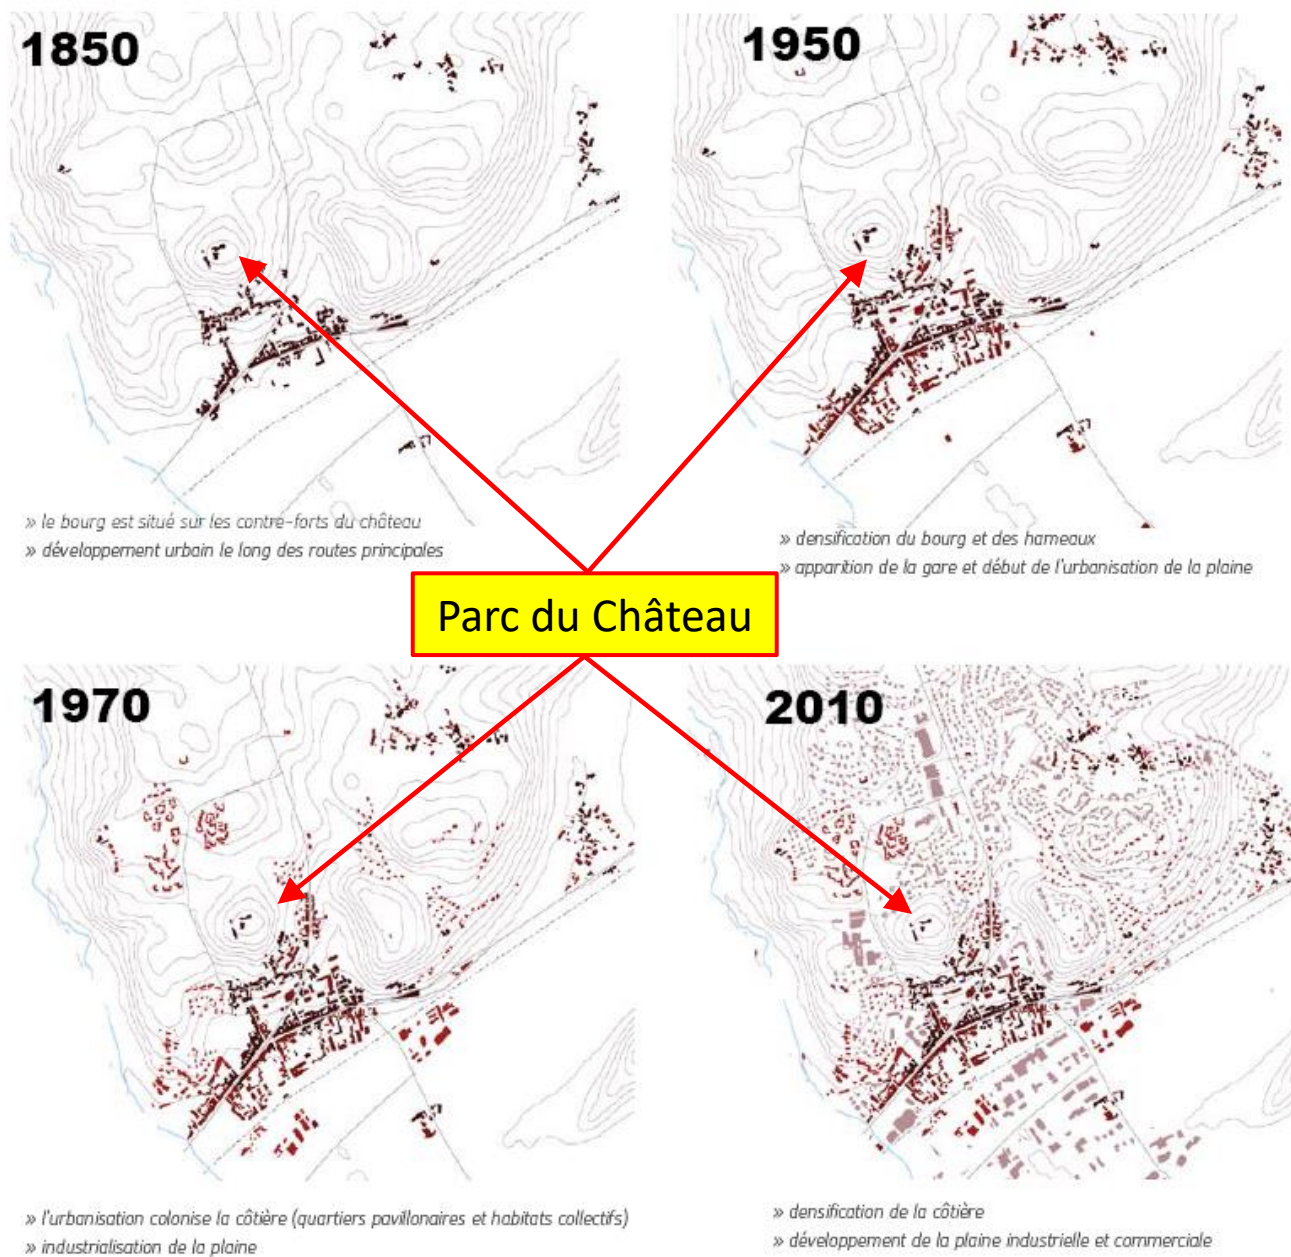 1850
1950
» le bourg est situé sur les contre-forts du château
» développement urbain le long des routes principales
» densification du bourg et des hameaux
» apparition de la gare et début de l'urbanisation de la plaine
Parc du Château
1970
2010
» l'urbanisation colonise la côtière (quartiers pavillonaires et habitats collectifs)
» industrialisation de la plaine
» densification de la côtière
» développement de la plaine industrielle et commerciale